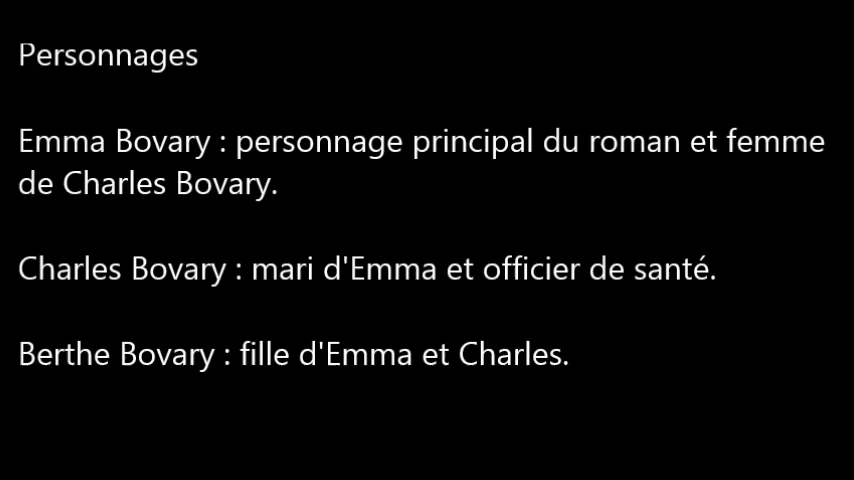 Personnages
Emma Bovary : personnage principal du roman et femme
de Charles Bovary.
Charles Bovary : mari d'Emma et officier de santé.
Berthe Bovary : fille d'Emma et Charles.